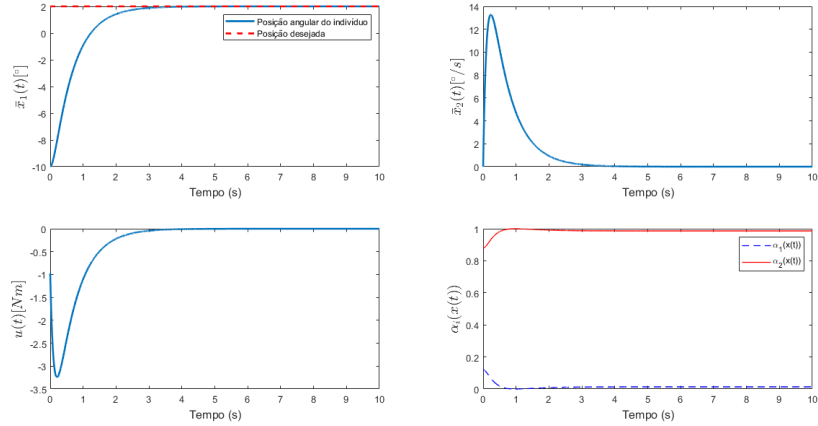 2
0
-2
-4
-6
-8
-10
x̄₁(t)[°]
Posição angular do indivíduo
Posição desejada
0 1 2 3 4 5 6 7 8 9 10
Tempo (s)
14
12
10
8
6
4
2
0
x̄₂(t)[°/s]
0 1 2 3 4 5 6 7 8 9 10
Tempo (s)
0
-0.5
-1
-1.5
-2
-2.5
-3
-3.5
u(t)[Nm]
0 1 2 3 4 5 6 7 8 9 10
Tempo (s)
1
0.8
0.6
0.4
0.2
0
αᵢ(x(t))
α₁(x(t))
α₂(x(t))
0 1 2 3 4 5 6 7 8 9 10
Tempo (s)